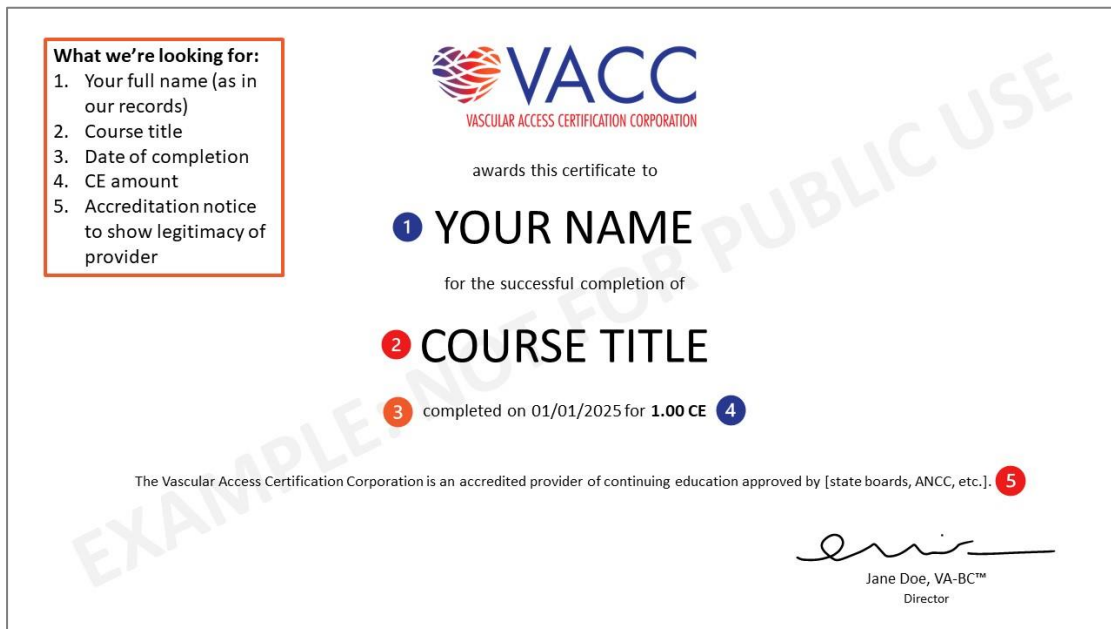 What we're looking for:
1. Your full name (as in
our records)
2. Course title
3. Date of completion
4. CE amount
5. Accreditation notice
to show legitimacy of
provider
VACC
VASCULAR ACCESS CERTIFICATION CORPORATION
awards this certificate to
1 YOUR NAME
for the successful completion of
2 COURSE TITLE
3 completed on 01/01/2025 for 1.00 CE 4
The Vascular Access Certification Corporation is an accredited provider of continuing education approved by [state boards, ANCC, etc.]. 5
Jane Doe, VA-BC™
Director
EXAMPLE: NOT FOR PUBLIC USE